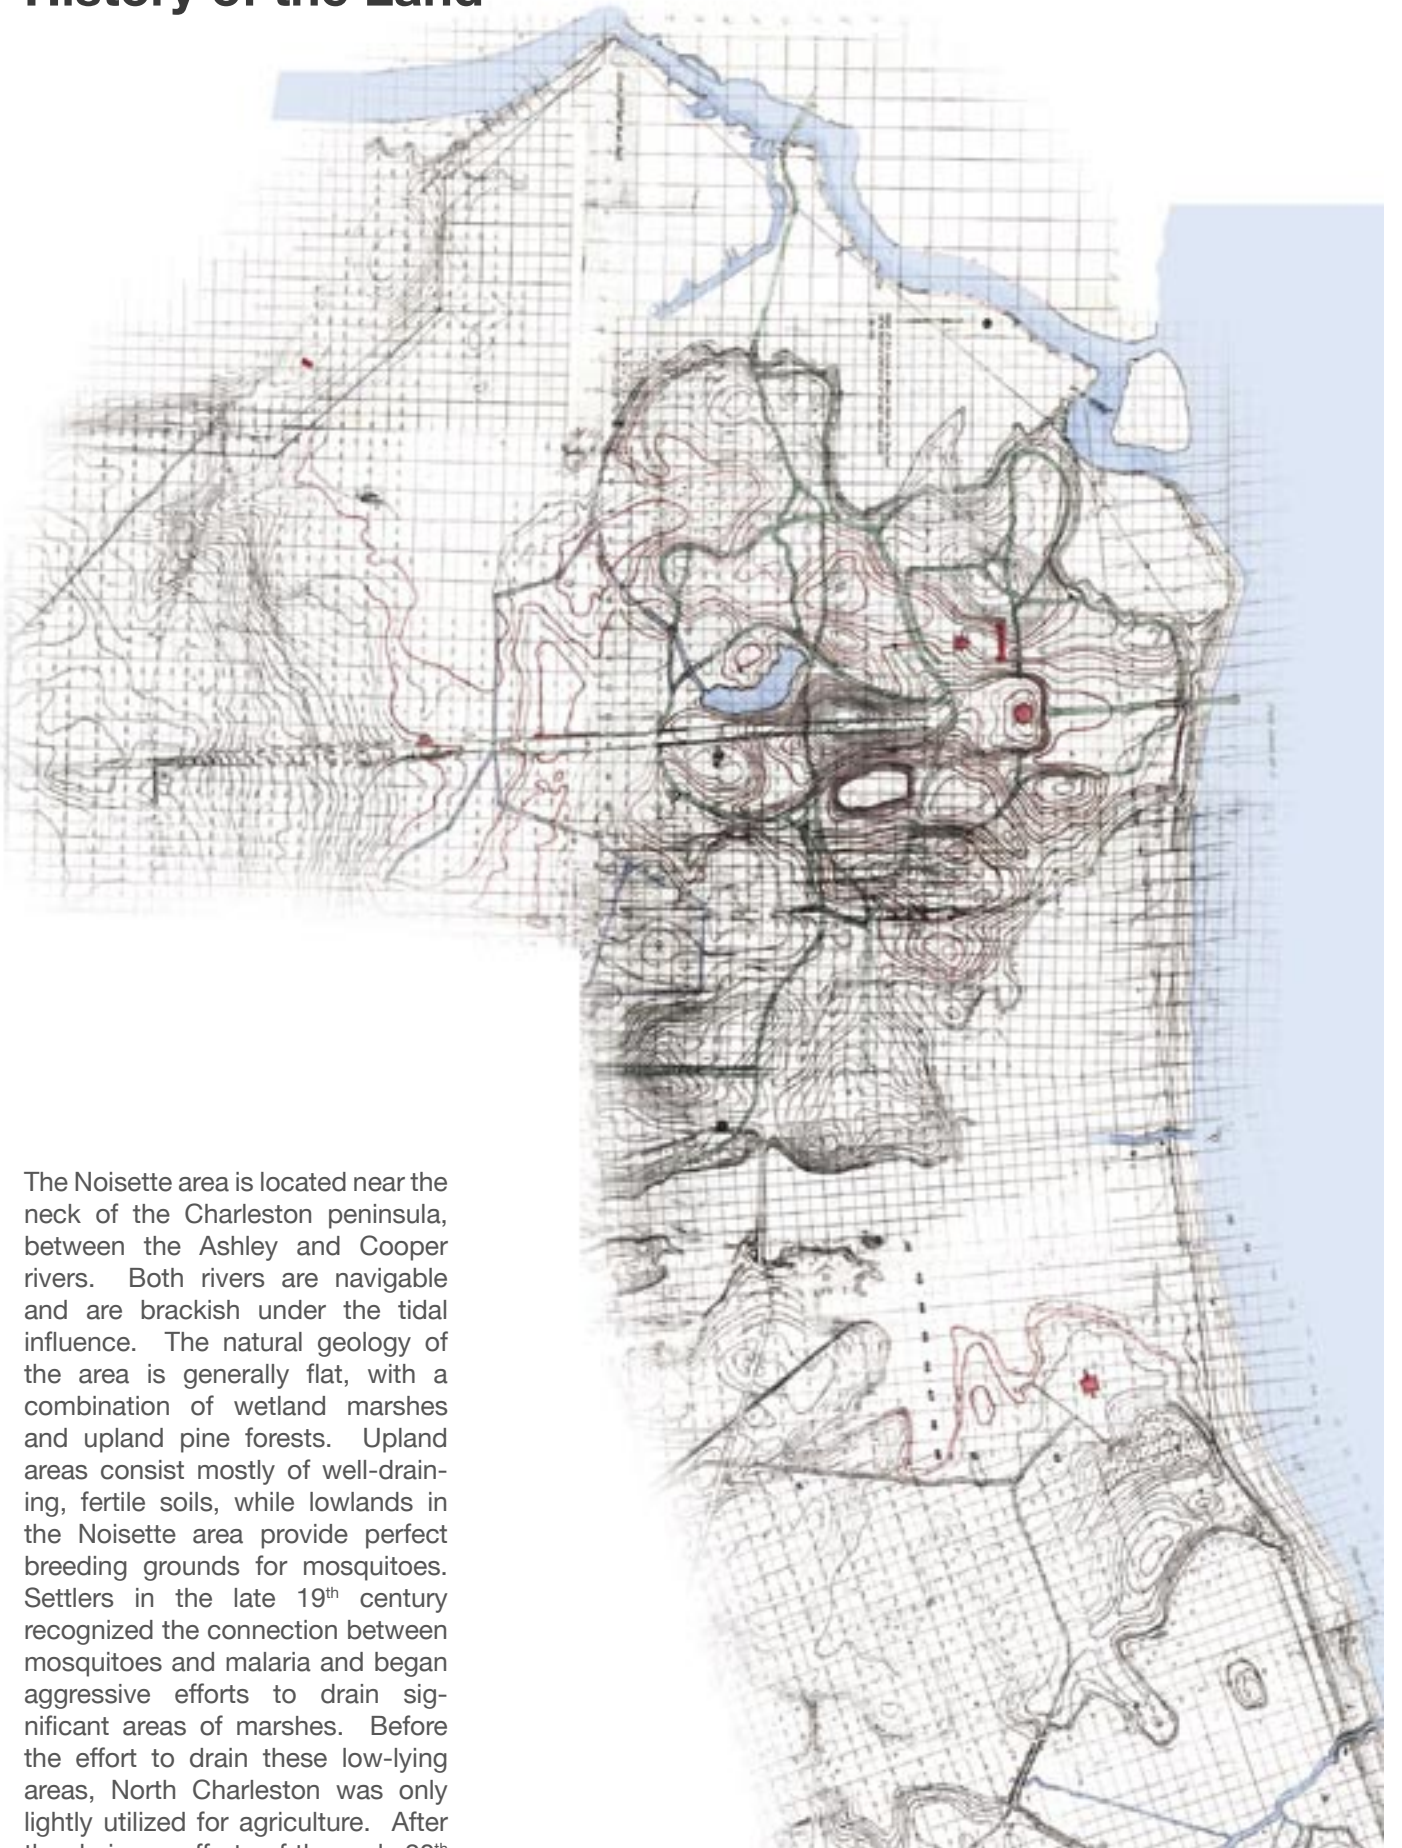 History of the Land
The Noisette area is located near the
neck of the Charleston peninsula,
between the Ashley and Cooper
rivers. Both rivers are navigable
and are brackish under the tidal
influence. The natural geology of
the area is generally flat, with a
combination of wetland marshes
and upland pine forests. Upland
areas consist mostly of well-drain-
ing, fertile soils, while lowlands in
the Noisette area provide perfect
breeding grounds for mosquitoes.
Settlers in the late 19th century
recognized the connection between
mosquitoes and malaria and began
aggressive efforts to drain sig-
nificant areas of marshes. Before
the effort to drain these low-lying
areas, North Charleston was only
lightly utilized for agriculture. After